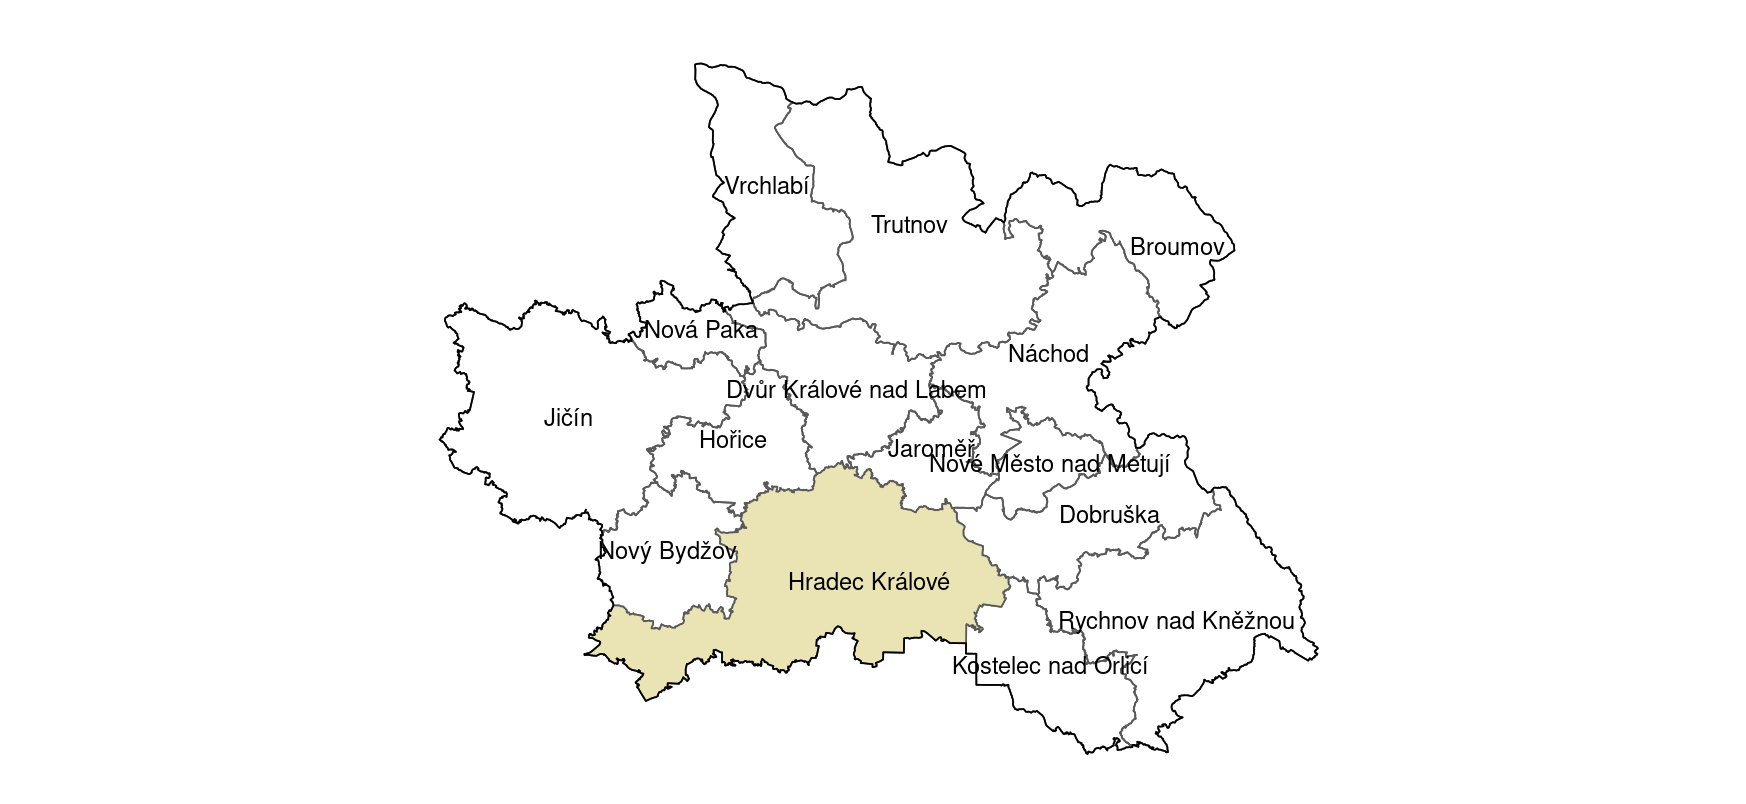 Vrchlabí
Trutnov
Broumov
Nová Paka
Náchod
Dvůr Králové nad Labem
Jičín
Hořice
Jaroměř
Nové Město nad Metují
Dobruška
Nový Bydžov
Hradec Králové
Rychnov nad Kněžnou
Kostelec nad Orlicí